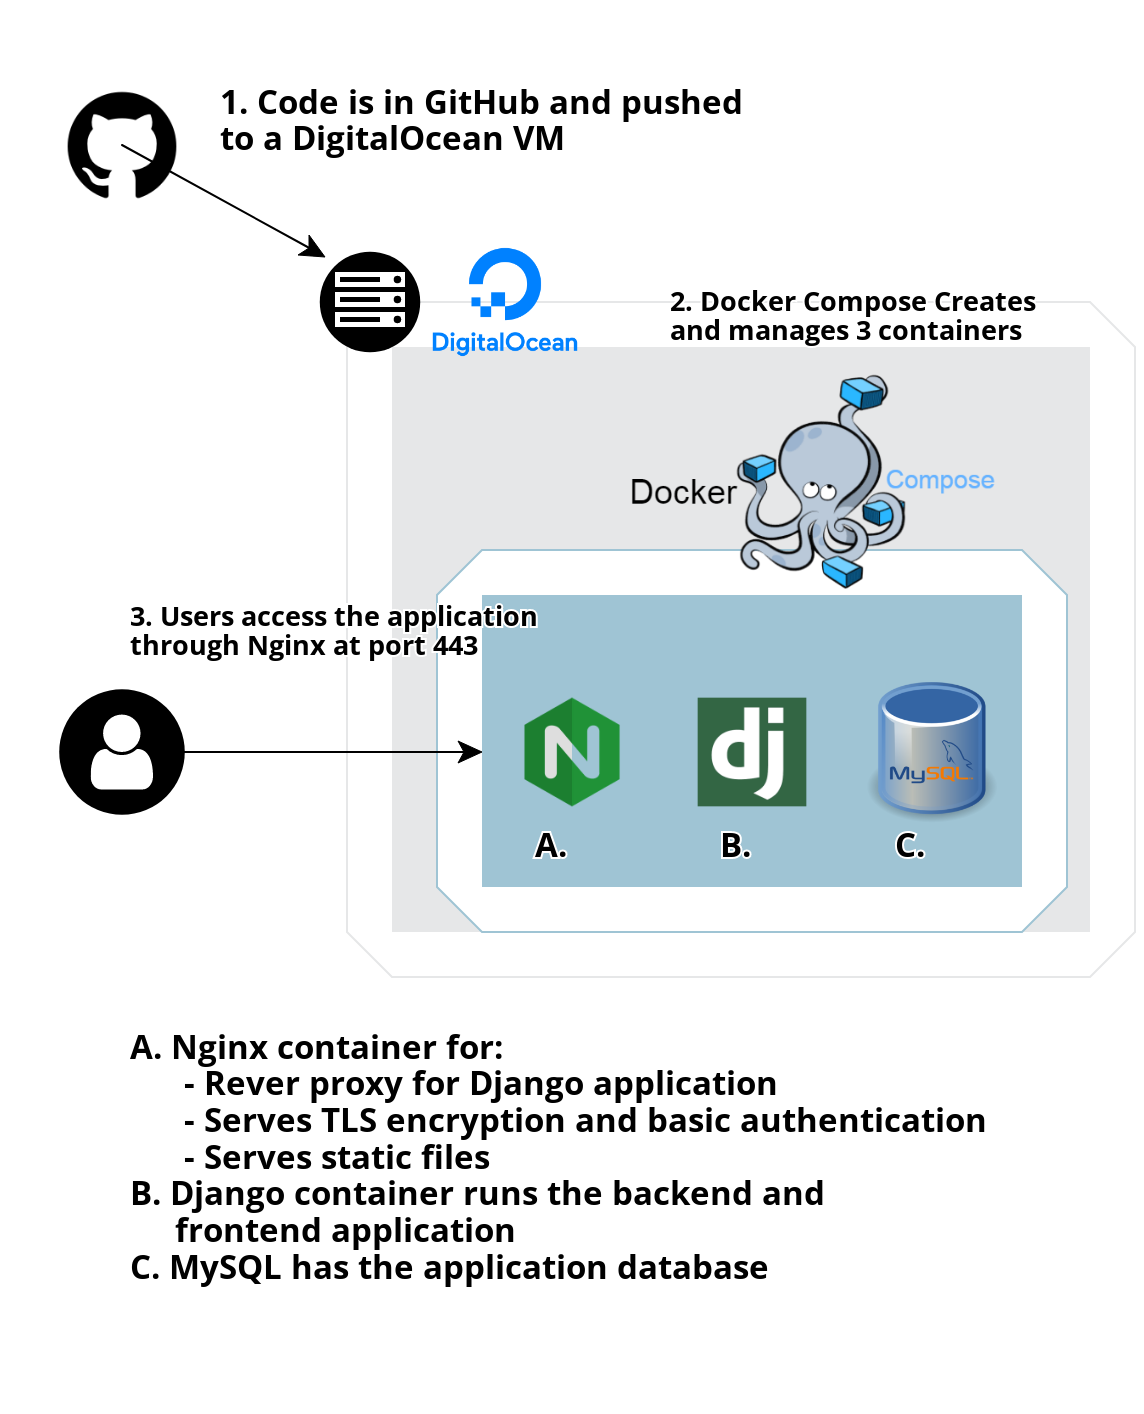 1. Code is in GitHub and pushed
to a DigitalOcean VM
DigitalOcean
2. Docker Compose Creates
and manages 3 containers
Docker
Compose
3. Users access the application
through Nginx at port 443
N
dj
MySQL
A.
B.
C.
A. Nginx container for:
- Rever proxy for Django application
- Serves TLS encryption and basic authentication
- Serves static files
B. Django container runs the backend and
frontend application
C. MySQL has the application database